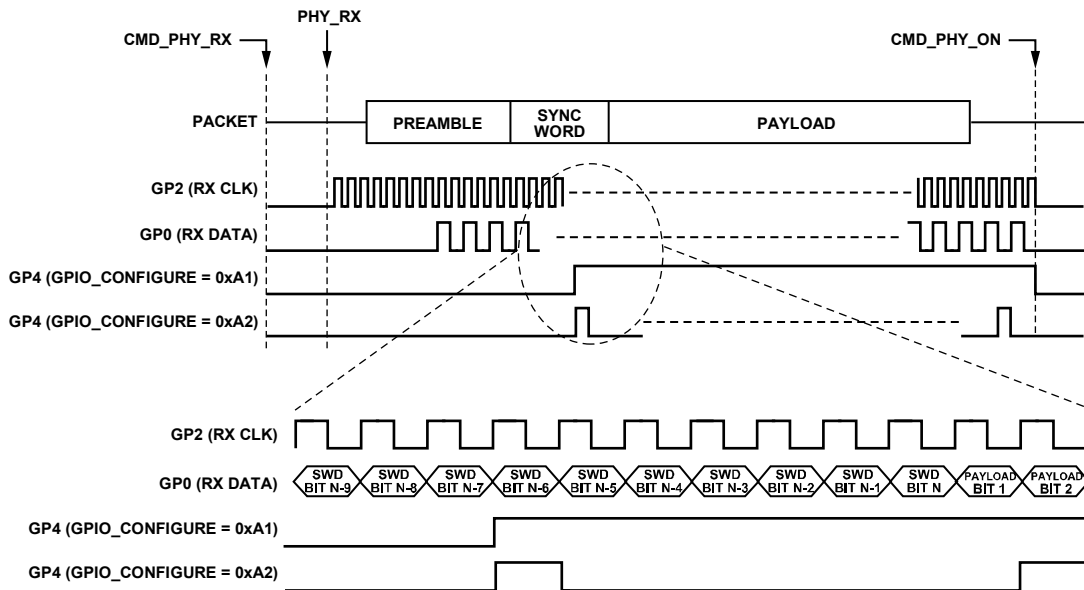 PHY_RX
CMD_PHY_RX
CMD_PHY_ON
PACKET
PREAMBLE
SYNC
WORD
PAYLOAD
GP2 (RX CLK)
GP0 (RX DATA)
GP4 (GPIO_CONFIGURE = 0xA1)
GP4 (GPIO_CONFIGURE = 0xA2)
GP2 (RX CLK)
GP0 (RX DATA)
SWD
BIT N-9
SWD
BIT N-8
SWD
BIT N-7
SWD
BIT N-6
SWD
BIT N-5
SWD
BIT N-4
SWD
BIT N-3
SWD
BIT N-2
SWD
BIT N-1
SWD
BIT N
PAYLOAD
BIT 1
PAYLOAD
BIT 2
GP4 (GPIO_CONFIGURE = 0xA1)
GP4 (GPIO_CONFIGURE = 0xA2)